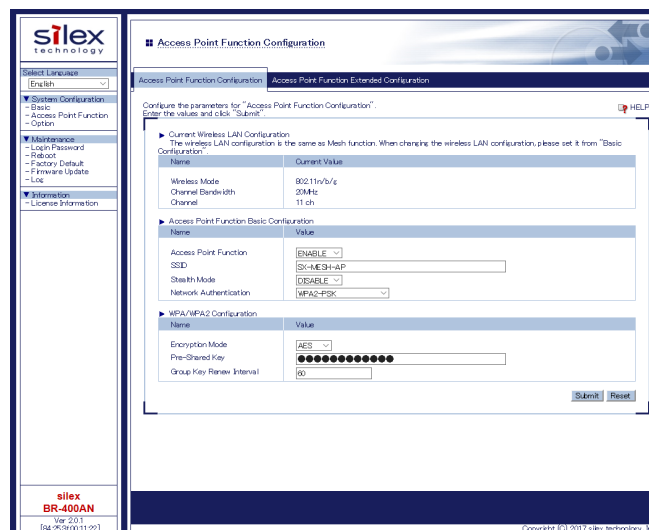 silex
technology
Select Language
English
▼ System Configuration
- Basic
- Access Point Function
- Option
▼ Maintenance
- Login Password
- Reboot
- Factory Default
- Firmware Update
- Log
▼ Information
- License Information
silex
BR-400AN
Ver 2.0.1
[84:25:3f:00:11:22]
Access Point Function Configuration
Access Point Function Configuration
Access Point Function Extended Configuration
Configure the parameters for "Access Point Function Configuration".
Enter the values and click "Submit".
HELP
▶ Current Wireless LAN Configuration
The wireless LAN configuration is the same as Mesh function. When changing the wireless LAN configuration, please set it from "Basic
Configuration".
Name Current Value
Wireless Mode 802.11n/b/g
Channel Bandwidth 20MHz
Channel 11 ch
▶ Access Point Function Basic Configuration
Name Value
Access Point Function ENABLE
SSID SX-MESH-AP
Stealth Mode DISABLE
Network Authentication WPA2-PSK
▶ WPA/WPA2 Configuration
Name Value
Encryption Mode AES
Pre-Shared Key ●●●●●●●●●●●●
Group Key Renew Interval 60
Submit Reset
Copyright (C) 2017 silex technology,